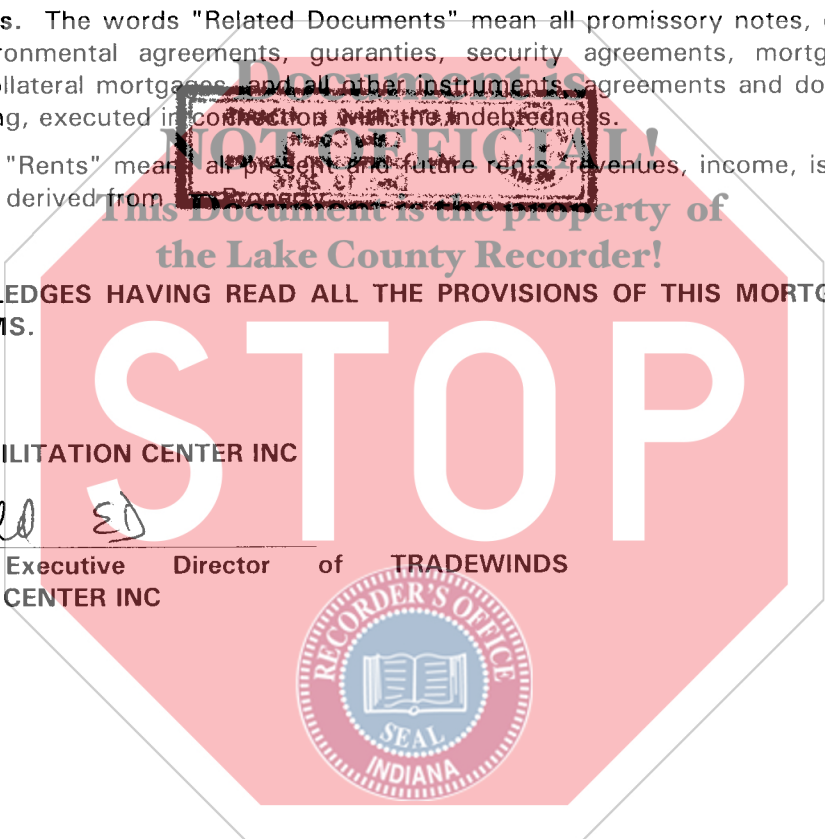 s. The words "Related Documents" mean all promissory notes,
ronmental agreements, guaranties, security agreements, mortg
llateral mortgages and all other instruments, agreements and do
ng, executed in connection with the Indebtedness.
Document is
NOT OFFICIAL!
"Rents" mean all present and future rents, revenues, income, is
derived from Property.
This Document is the property of
the Lake County Recorder!
LEDGES HAVING READ ALL THE PROVISIONS OF THIS MORTG
MS.
STOP
ILITATION CENTER INC
ED
Executive Director of TRADEWINDS
CENTER INC
RECORDER'S OFFICE
SEAL
INDIANA